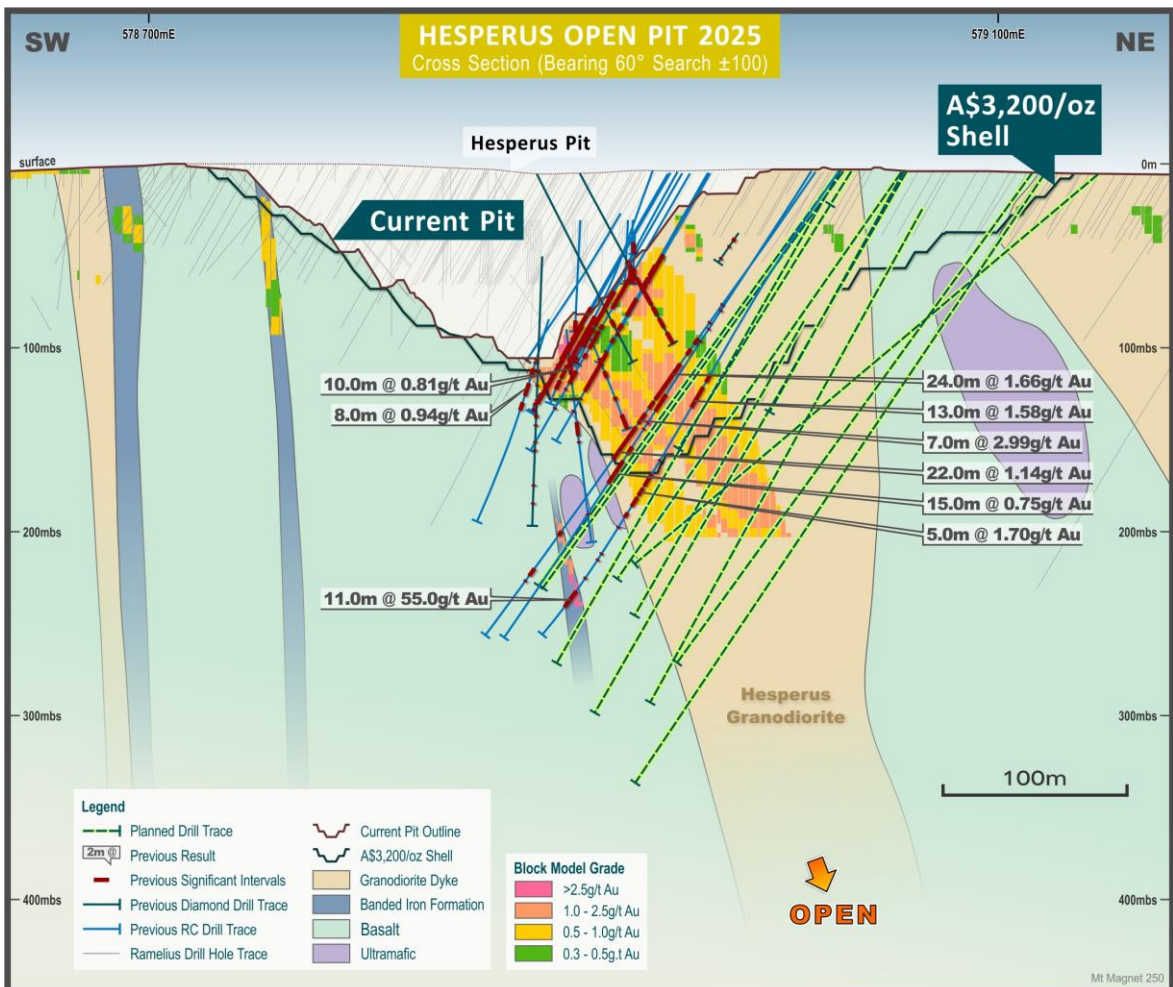 SW
578 700mE
HESPERUS OPEN PIT 2025
Cross Section (Bearing 60° Search ±100)
579 100mE
NE
A$3,200/oz
Shell
Hesperus Pit
surface
0m
Current Pit
100mbs
100mbs
10.0m @ 0.81g/t Au
8.0m @ 0.94g/t Au
24.0m @ 1.66g/t Au
13.0m @ 1.58g/t Au
7.0m @ 2.99g/t Au
22.0m @ 1.14g/t Au
15.0m @ 0.75g/t Au
5.0m @ 1.70g/t Au
200mbs
200mbs
11.0m @ 55.0g/t Au
Hesperus
Granodiorite
300mbs
300mbs
100m
Legend
Planned Drill Trace
2m @
Previous Result
Previous Significant Intervals
Previous Diamond Drill Trace
Previous RC Drill Trace
Ramelius Drill Hole Trace
Current Pit Outline
A$3,200/oz Shell
Granodiorite Dyke
Banded Iron Formation
Basalt
Ultramafic
Block Model Grade
>2.5g/t Au
1.0 - 2.5g/t Au
0.5 - 1.0g/t Au
0.3 - 0.5g.t Au
OPEN
400mbs
400mbs
Mt Magnet 250